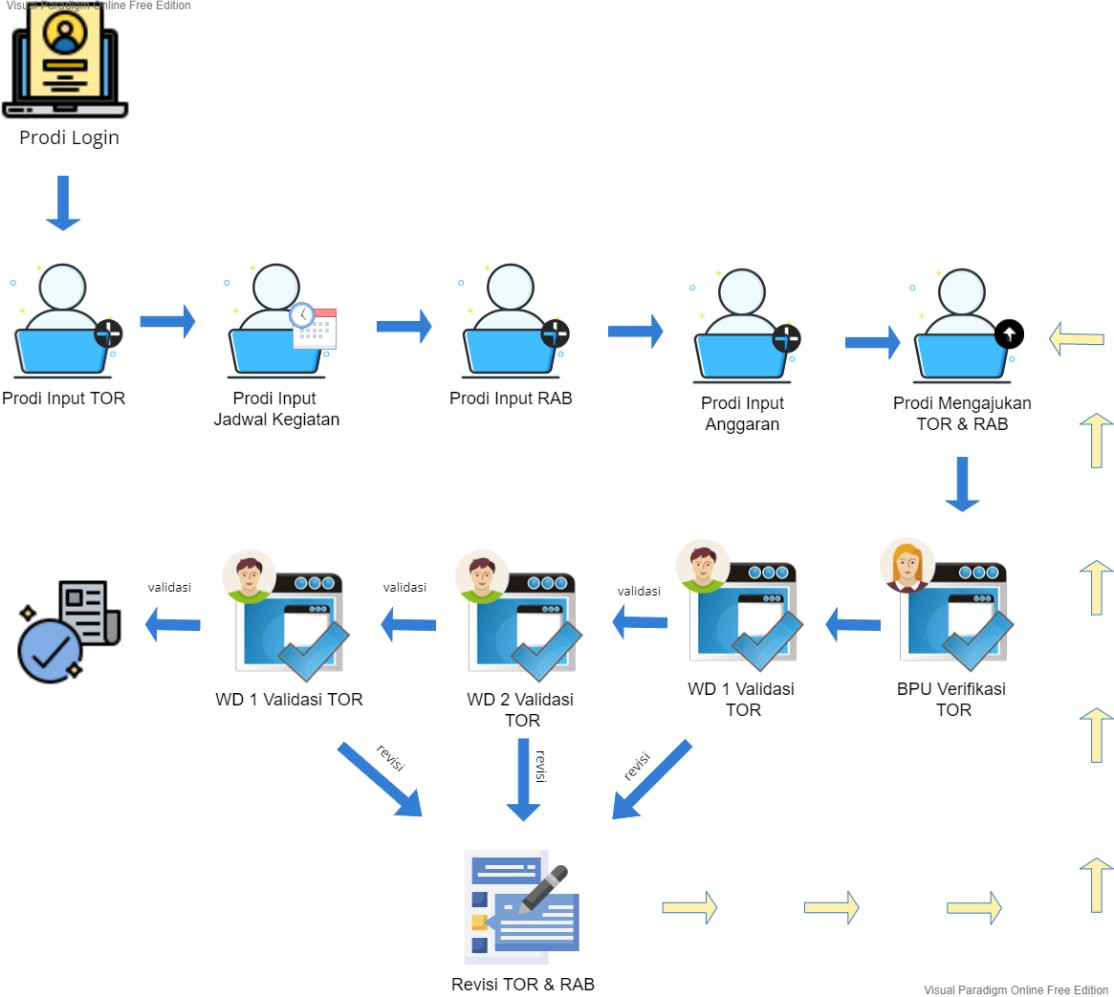 Visual Paradigm Online Free Edition
Prodi Login
Prodi Input TOR
Prodi Input
Jadwal Kegiatan
Prodi Input RAB
Prodi Input
Anggaran
Prodi Mengajukan
TOR & RAB
validasi
validasi
validasi
WD 1 Validasi TOR
WD 2 Validasi
TOR
WD 1 Validasi
TOR
BPU Verifikasi
TOR
revisi
revisi
revisi
Revisi TOR & RAB
Visual Paradigm Online Free Edition